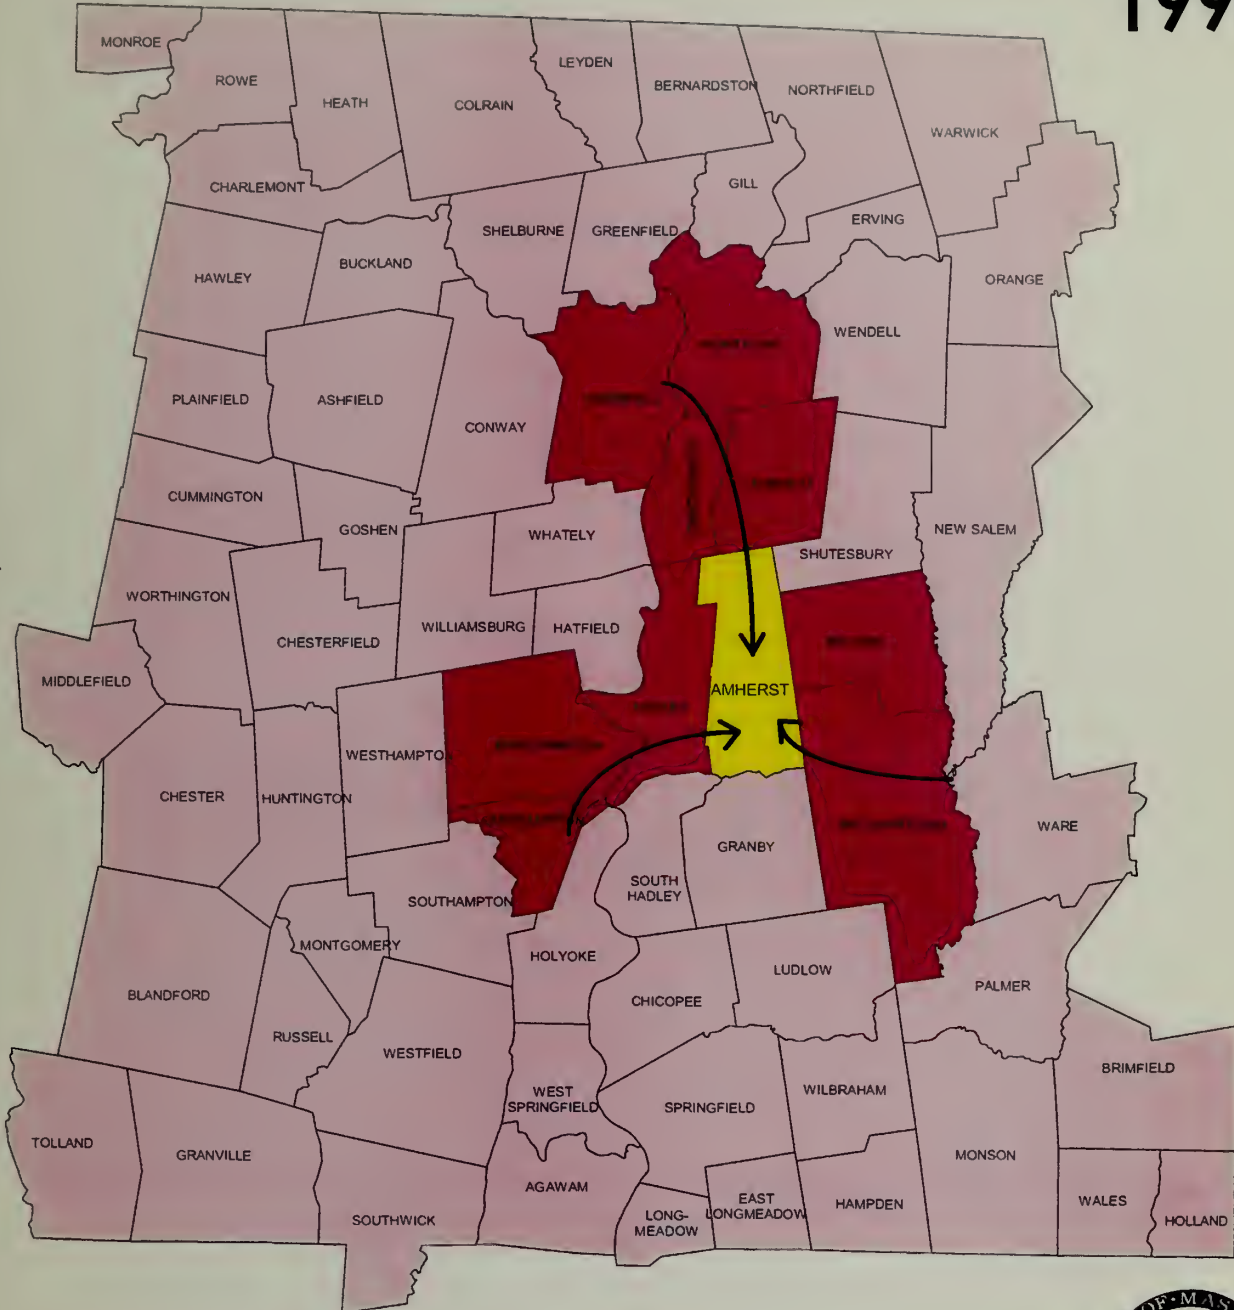 199
MONROE
ROWE
HEATH
COLRAIN
LEYDEN
BERNARDSTON
NORTHFIELD
WARWICK
CHARLEMONT
GILL
ERVING
SHELBURNE
GREENFIELD
BUCKLAND
HAWLEY
ORANGE
WENDELL
PLAINFIELD
ASHFIELD
CONWAY
CUMMINGTON
GOSHEN
WHATELY
NEW SALEM
SHUTESBURY
WORTHINGTON
CHESTERFIELD
WILLIAMSBURG
HATFIELD
MIDDLEFIELD
AMHERST
WESTHAMPTON
CHESTER
HUNTINGTON
WARE
GRANBY
SOUTH
HADLEY
SOUTHAMPTON
MONTGOMERY
HOLYOKE
LUDLOW
BLANDFORD
CHICOPEE
PALMER
RUSSELL
WESTFIELD
BRIMFIELD
WEST
SPRINGFIELD
SPRINGFIELD
WILBRAHAM
TOLLAND
GRANVILLE
MONSON
AGAWAM
SOUTHWICK
LONG-
MEADOW
EAST
LONGMEADOW
HAMPDEN
WALES
HOLLAND
OF·MAS